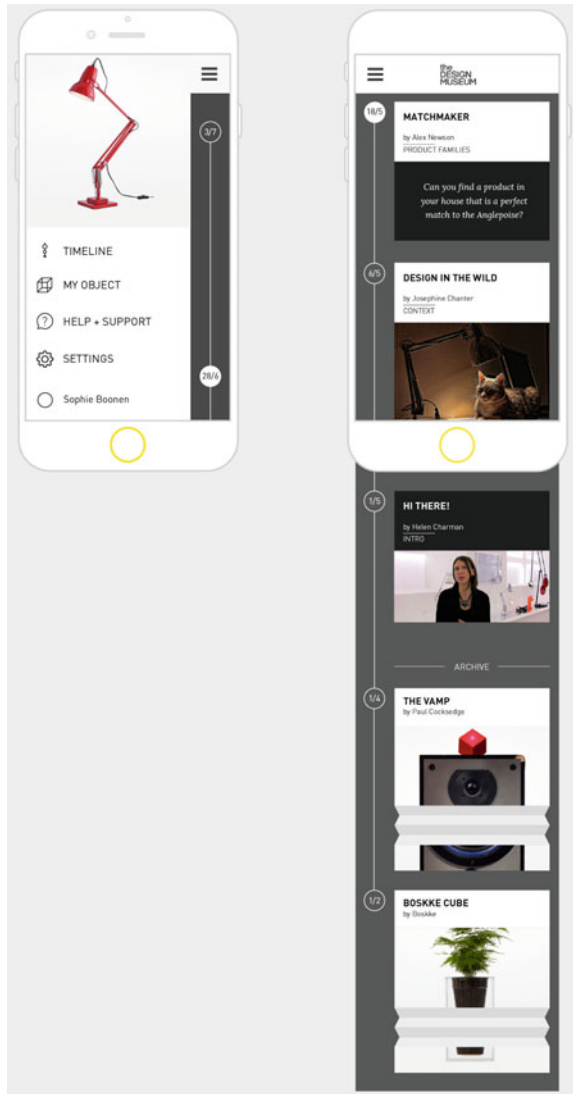 3/7
TIMELINE
MY OBJECT
? HELP + SUPPORT
SETTINGS
28/6
Sophie Boonen
the
DESIGN
MUSEUM
18/5
MATCHMAKER
by Alex Newson
PRODUCT FAMILIES
Can you find a product in
your house that is a perfect
match to the Anglepoise?
6/5
DESIGN IN THE WILD
by Josephine Chanter
CONTEXT
1/5
HI THERE!
by Helen Charman
INTRO
ARCHIVE
1/4
THE VAMP
by Paul Cocksedge
1/2
BOSKKE CUBE
by Boskke